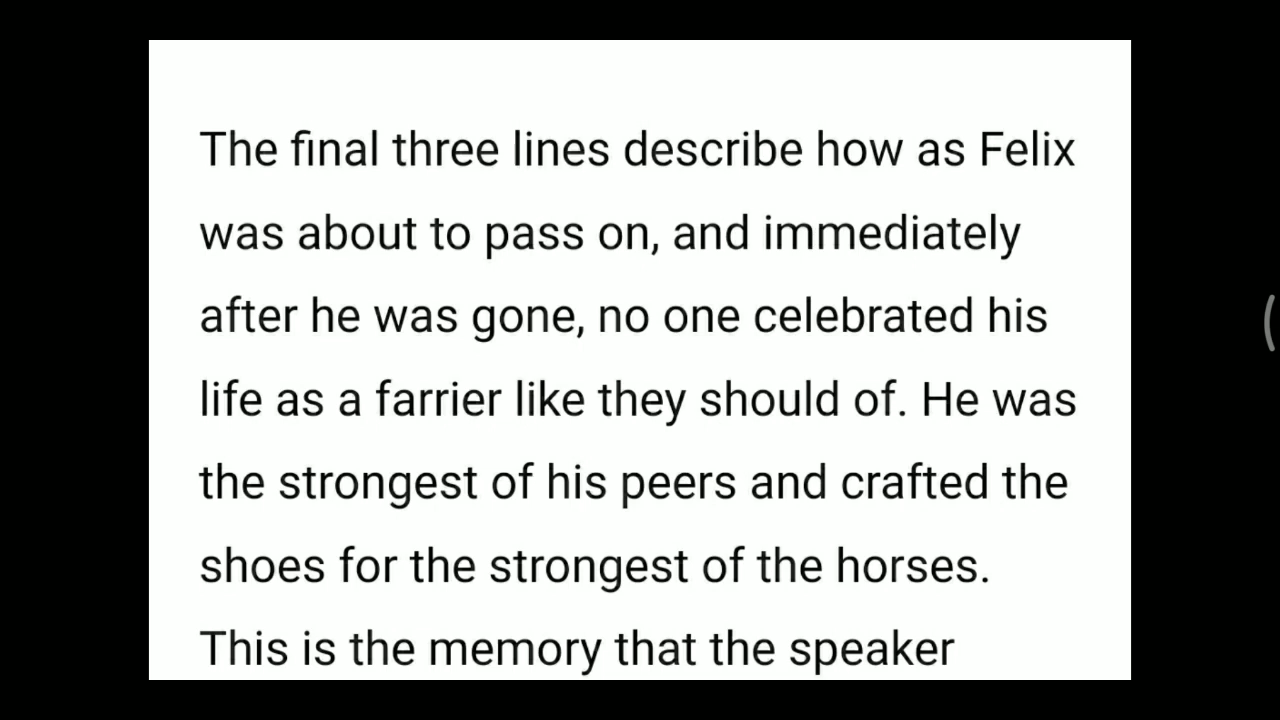 The final three lines describe how as Felix
was about to pass on, and immediately
after he was gone, no one celebrated his
life as a farrier like they should of. He was
the strongest of his peers and crafted the
shoes for the strongest of the horses.
This is the memory that the speaker